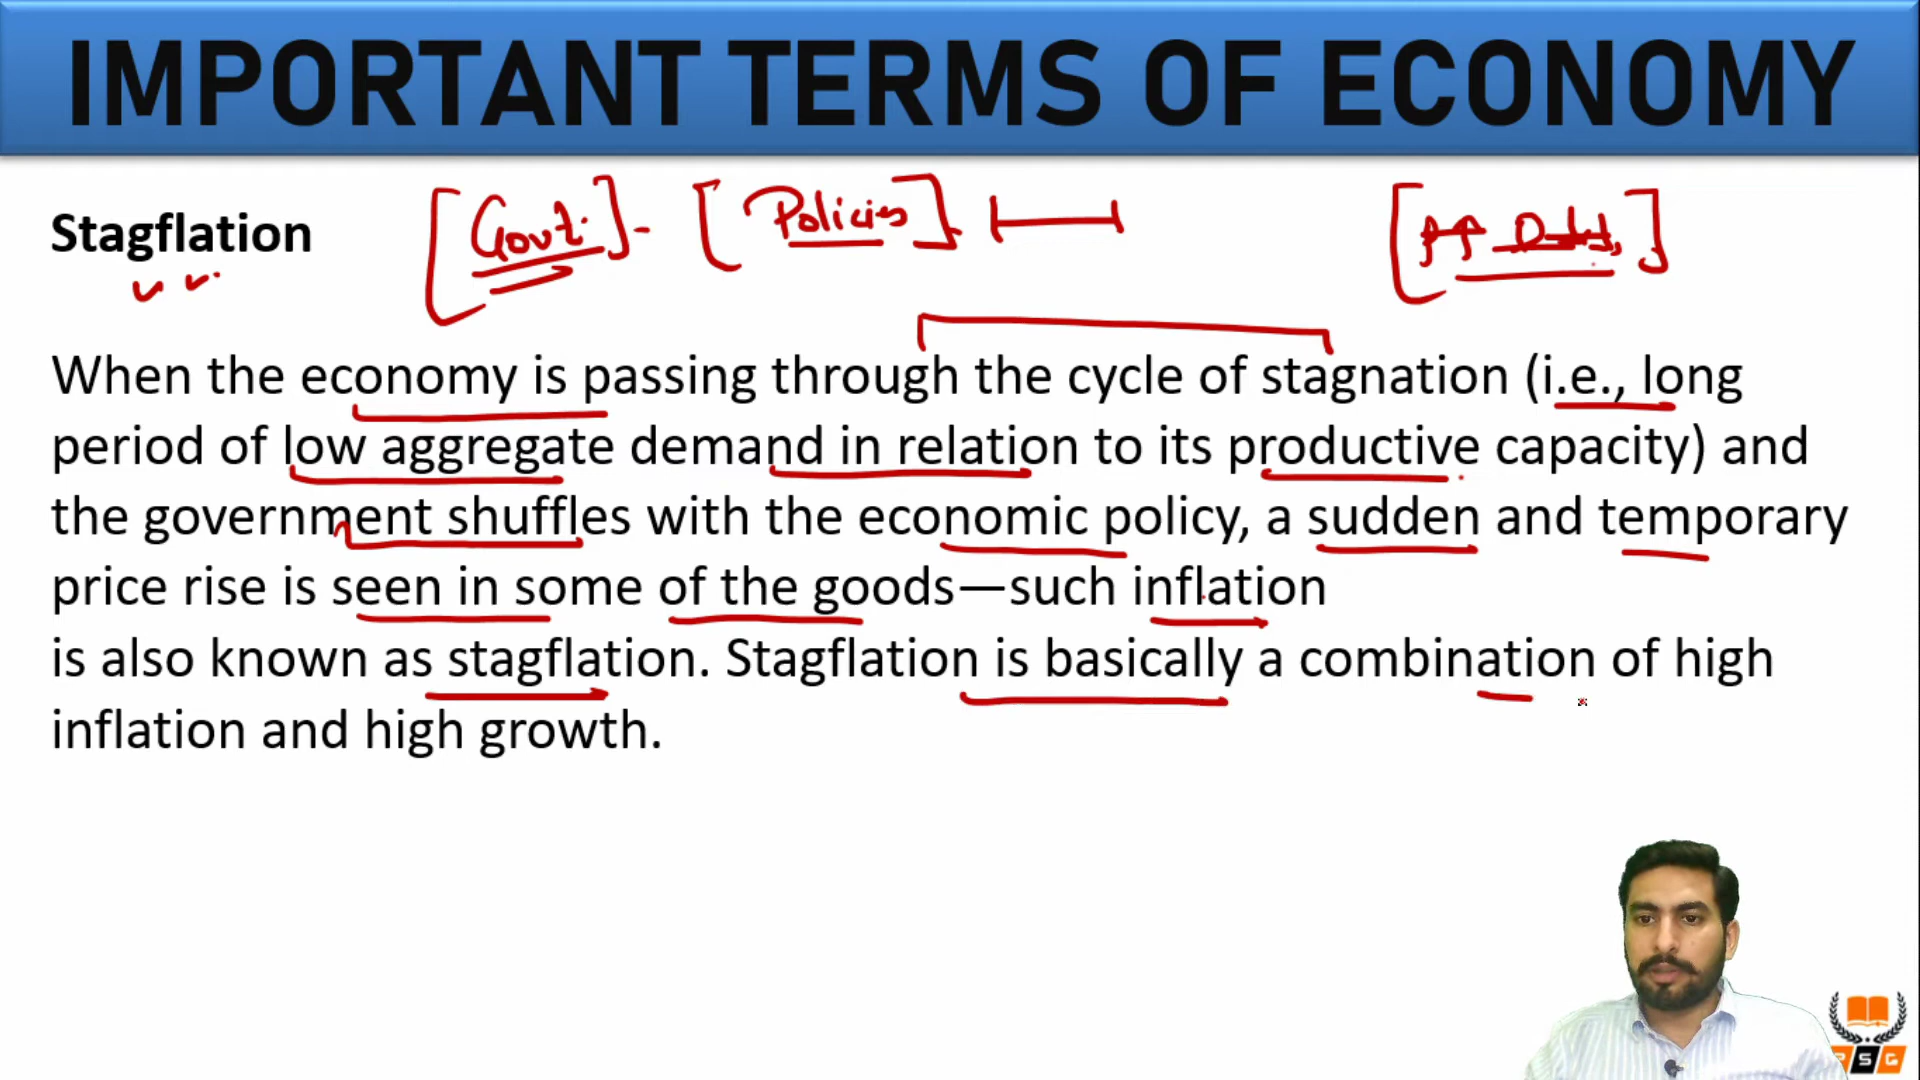 IMPORTANT TERMS OF ECONOMY
Stagflation [Govt.]- [Policies]
When the economy is passing through the cycle of stagnation (i.e., long
period of low aggregate demand in relation to its productive capacity) and
the government shuffles with the economic policy, a sudden and temporary
price rise is seen in some of the goods—such inflation
is also known as stagflation. Stagflation is basically a combination of high
inflation and high growth.
PSG